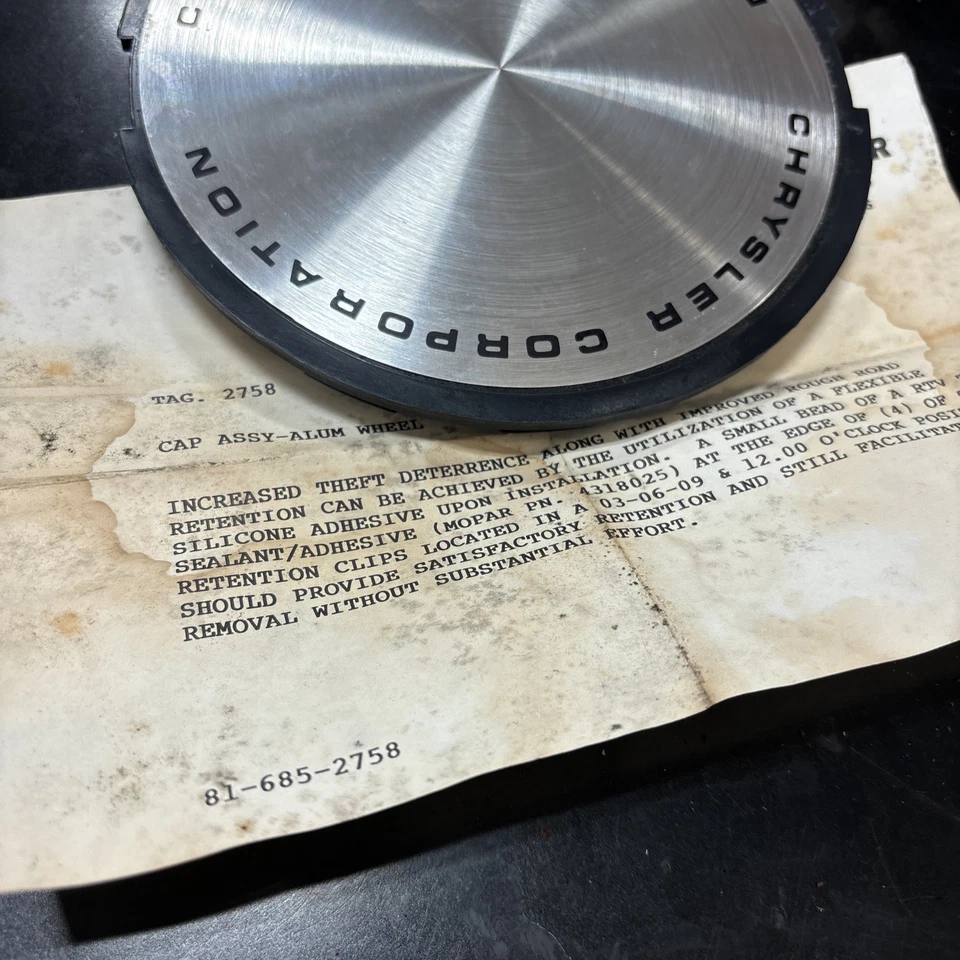 CHRYSLER CORPORATION
R
TAG. 2758
CAP ASSY-ALUM WHEEL
INCREASED THEFT DETERRENCE ALONG WITH IMPROVED ROUGH ROAD
RETENTION CAN BE ACHIEVED BY THE UTILIZATION OF A FLEXIBLE
SILICONE ADHESIVE UPON INSTALLATION. A SMALL BEAD OF A RTV
SEALANT/ADHESIVE (MOPAR PN. 4318025) AT THE EDGE OF (4) OF
RETENTION CLIPS LOCATED IN A 03-06-09 & 12.00 O'CLOCK POSI
SHOULD PROVIDE SATISFACTORY RETENTION AND STILL FACILITAT
REMOVAL WITHOUT SUBSTANTIAL EFFORT.
81-685-2758